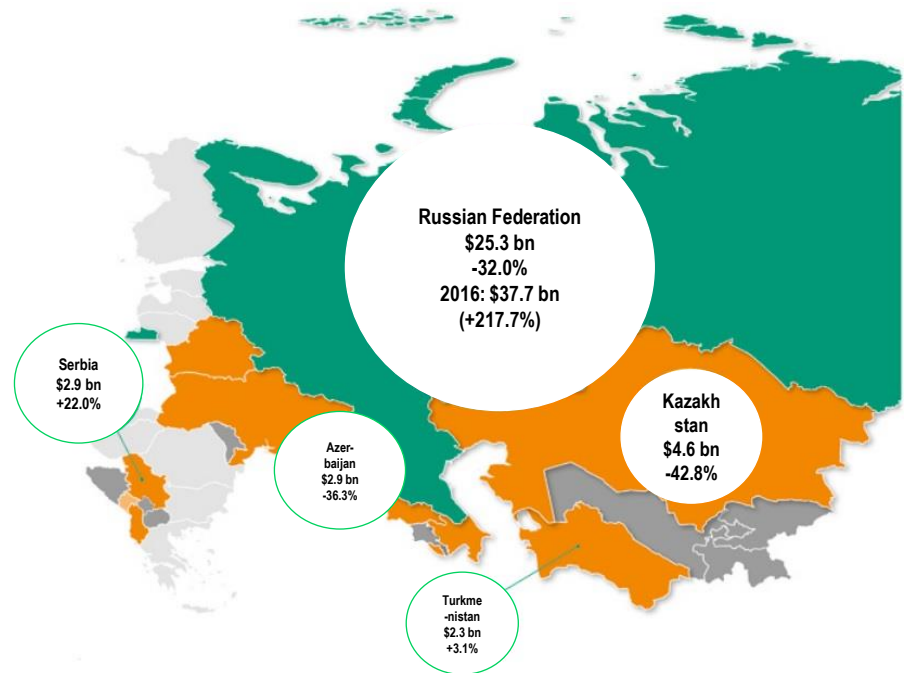 Russian Federation
$25.3 bn
-32.0%
2016: $37.7 bn
(+217.7%)
Serbia
$2.9 bn
+22.0%
Kazakh
stan
$4.6 bn
-42.8%
Azer-
baijan
$2.9 bn
-36.3%
Turkme
-nistan
$2.3 bn
+3.1%